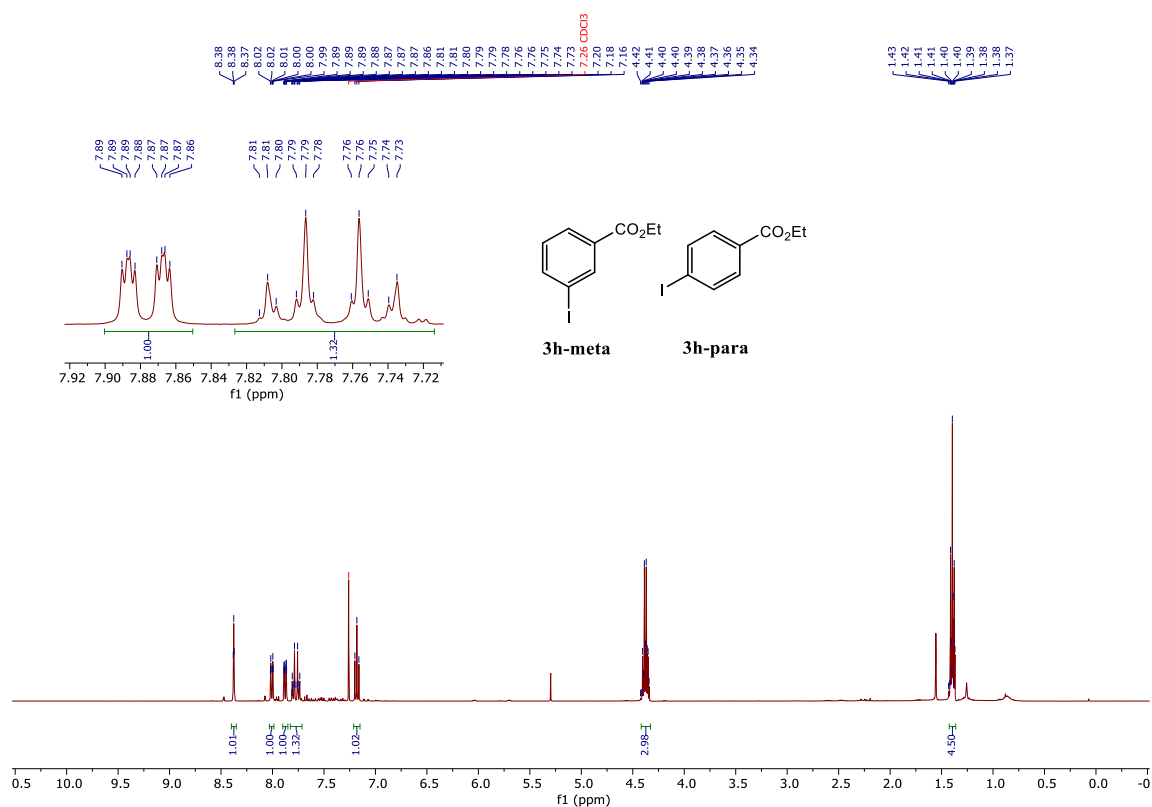 8.38 8.38 8.37 8.02 8.02 8.01 8.00 8.00 7.99 7.89 7.89 7.89 7.88 7.87 7.87 7.87 7.86 7.81 7.81 7.80 7.79 7.79 7.78 7.76 7.76 7.75 7.74 7.73 7.26 CDCl3 7.20 7.18 7.16 4.42 4.41 4.40 4.40 4.39 4.38 4.37 4.36 4.35 4.34 1.43 1.42 1.41 1.41 1.40 1.40 1.39 1.38 1.38 1.37
7.89 7.89 7.89 7.88 7.87 7.87 7.87 7.86 7.81 7.81 7.80 7.79 7.79 7.78 7.76 7.76 7.75 7.74 7.73
CO2Et
CO2Et
I
I
3h-meta 3h-para
1.00 1.32
7.92 7.90 7.88 7.86 7.84 7.82 7.80 7.78 7.76 7.74 7.72
f1 (ppm)
1.01 1.00 1.00 1.32 1.02 2.98 4.50
0.5 10.0 9.5 9.0 8.5 8.0 7.5 7.0 6.5 6.0 5.5 5.0 4.5 4.0 3.5 3.0 2.5 2.0 1.5 1.0 0.5 0.0 -0
f1 (ppm)